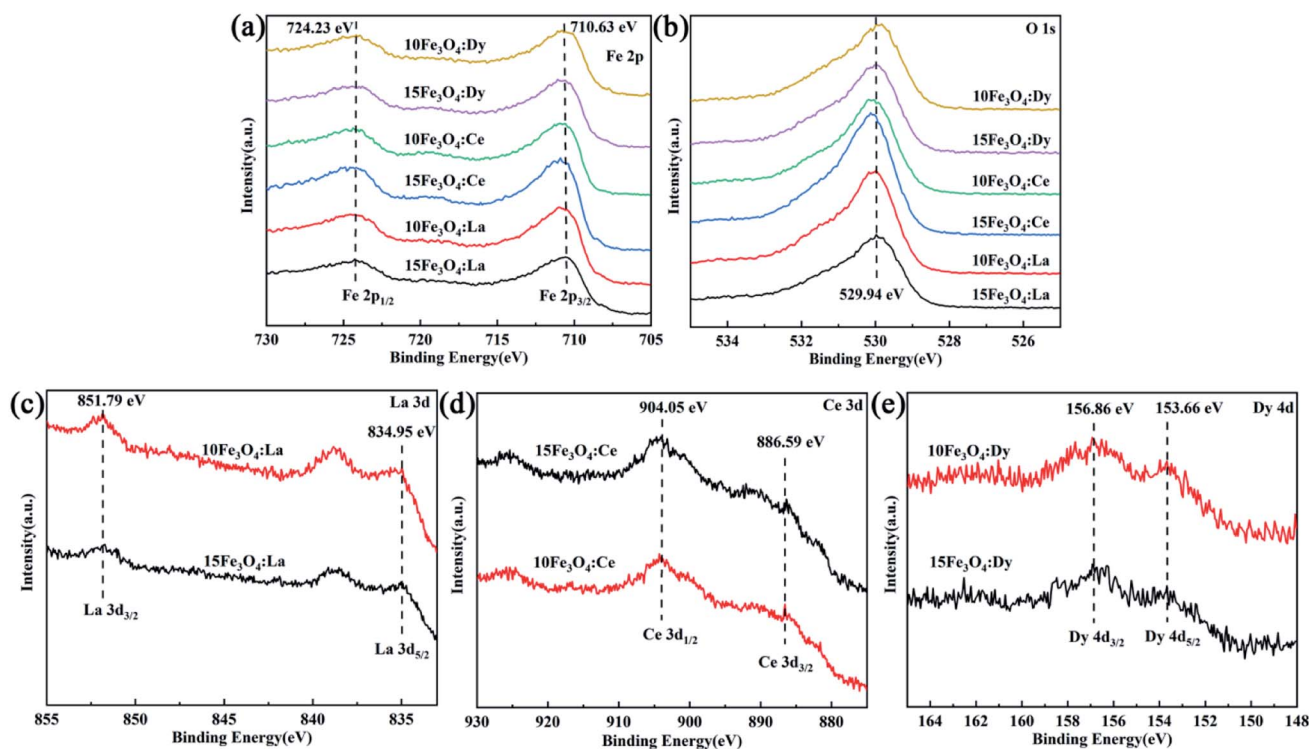 (a)
724.23 eV
710.63 eV
Fe 2p
10Fe₃O₄:Dy
15Fe₃O₄:Dy
10Fe₃O₄:Ce
15Fe₃O₄:Ce
10Fe₃O₄:La
15Fe₃O₄:La
Fe 2p₁/₂
Fe 2p₃/₂
Intensity(a.u.)
730 725 720 715 710 705
Binding Energy(eV)
(b)
O 1s
10Fe₃O₄:Dy
15Fe₃O₄:Dy
10Fe₃O₄:Ce
15Fe₃O₄:Ce
10Fe₃O₄:La
529.94 eV
15Fe₃O₄:La
Intensity(a.u.)
534 532 530 528 526
Binding Energy(eV)
(c)
851.79 eV
La 3d
834.95 eV
10Fe₃O₄:La
15Fe₃O₄:La
La 3d₃/₂
La 3d₅/₂
Intensity(a.u.)
855 850 845 840 835
Binding Energy(eV)
(d)
904.05 eV
Ce 3d
886.59 eV
15Fe₃O₄:Ce
10Fe₃O₄:Ce
Ce 3d₁/₂
Ce 3d₃/₂
Intensity(a.u.)
930 920 910 900 890 880
Binding Energy(eV)
(e)
156.86 eV
153.66 eV
Dy 4d
10Fe₃O₄:Dy
15Fe₃O₄:Dy
Dy 4d₃/₂
Dy 4d₅/₂
Intensity(a.u.)
164 162 160 158 156 154 152 150 148
Binding Energy(eV)